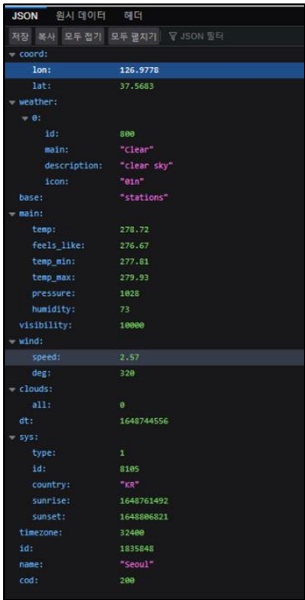 JSON 원시 데이터 헤더
저장 복사 모두 접기 모두 펼치기 JSON 필터
coord:
lon: 126.9778
lat: 37.5683
weather:
0:
id: 800
main: "Clear"
description: "clear sky"
icon: "01n"
base: "stations"
main:
temp: 278.72
feels_like: 276.67
temp_min: 277.81
temp_max: 279.93
pressure: 1028
humidity: 73
visibility: 10000
wind:
speed: 2.57
deg: 320
clouds:
all: 0
dt: 1648744556
sys:
type: 1
id: 8105
country: "KR"
sunrise: 1648761492
sunset: 1648806821
timezone: 32400
id: 1835848
name: "Seoul"
cod: 200